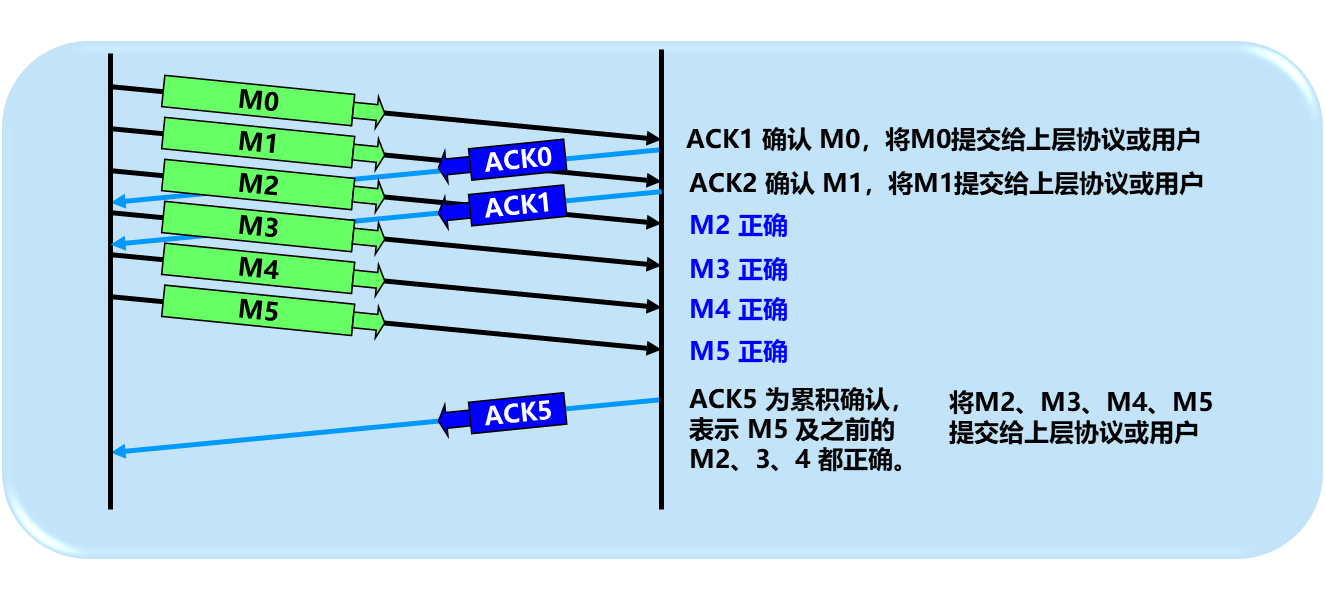 M0
M1
M2
M3
M4
M5
ACK0
ACK1
ACK5
ACK1 确认 M0，将M0提交给上层协议或用户
ACK2 确认 M1，将M1提交给上层协议或用户
M2 正确
M3 正确
M4 正确
M5 正确
ACK5 为累积确认，
表示 M5 及之前的
M2、3、4 都正确。
将M2、M3、M4、M5
提交给上层协议或用户